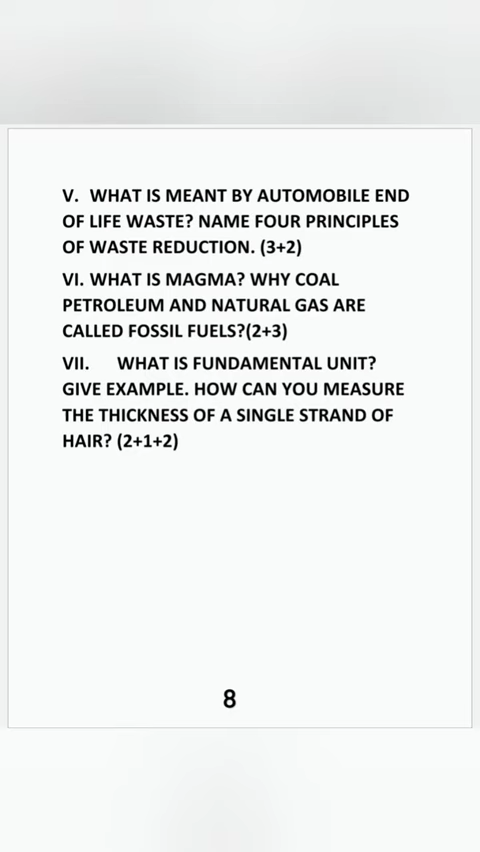 V. WHAT IS MEANT BY AUTOMOBILE END
OF LIFE WASTE? NAME FOUR PRINCIPLES
OF WASTE REDUCTION. (3+2)
VI. WHAT IS MAGMA? WHY COAL
PETROLEUM AND NATURAL GAS ARE
CALLED FOSSIL FUELS?(2+3)
VII. WHAT IS FUNDAMENTAL UNIT?
GIVE EXAMPLE. HOW CAN YOU MEASURE
THE THICKNESS OF A SINGLE STRAND OF
HAIR? (2+1+2)
8